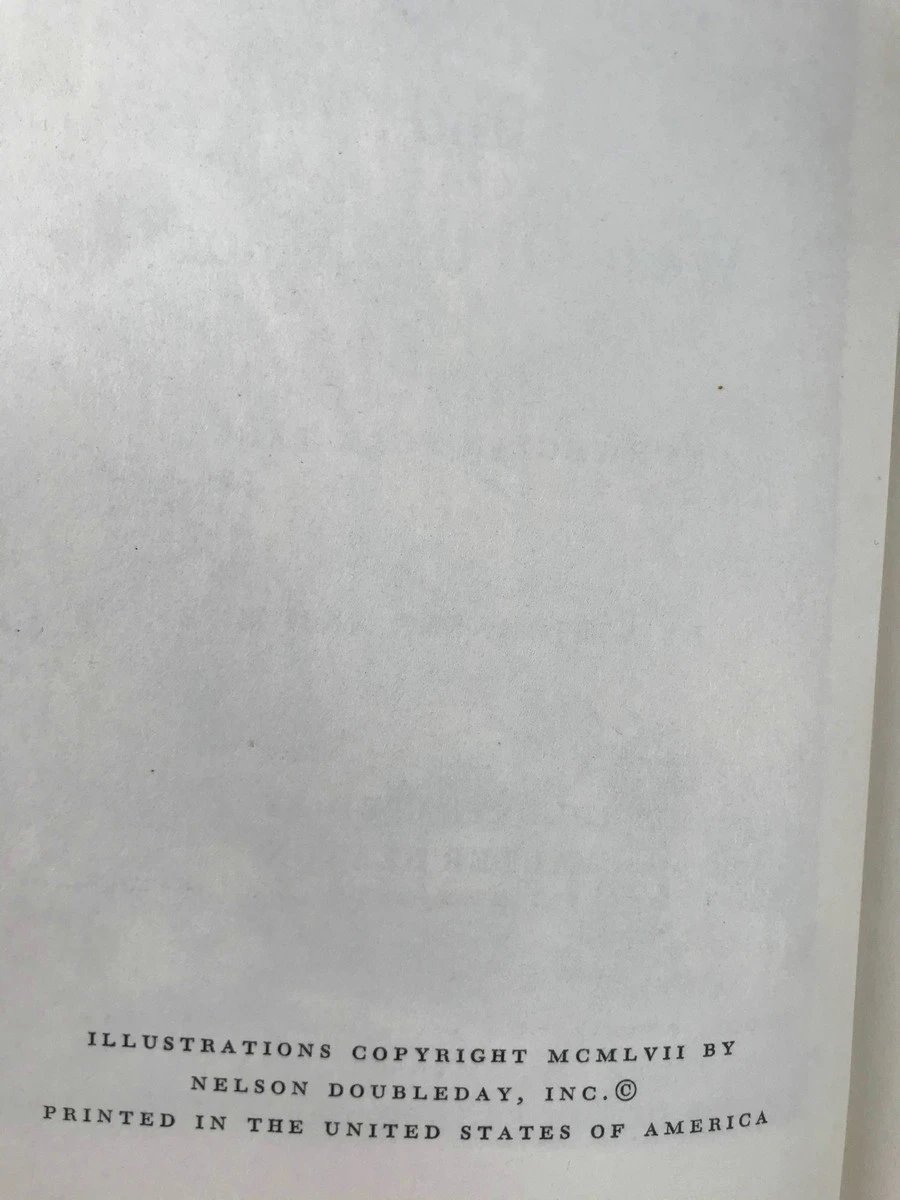 ILLUSTRATIONS COPYRIGHT MCMLVII BY
NELSON DOUBLEDAY, INC.©
PRINTED IN THE UNITED STATES OF AMERICA